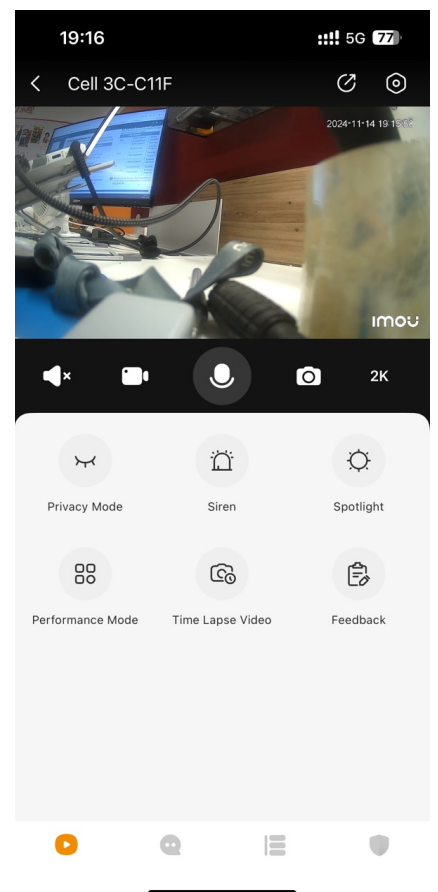 19:16
5G 77
Cell 3C-C11F
2024-11-14 19:15:
imou
2K
Privacy Mode
Siren
Spotlight
Performance Mode
Time Lapse Video
Feedback